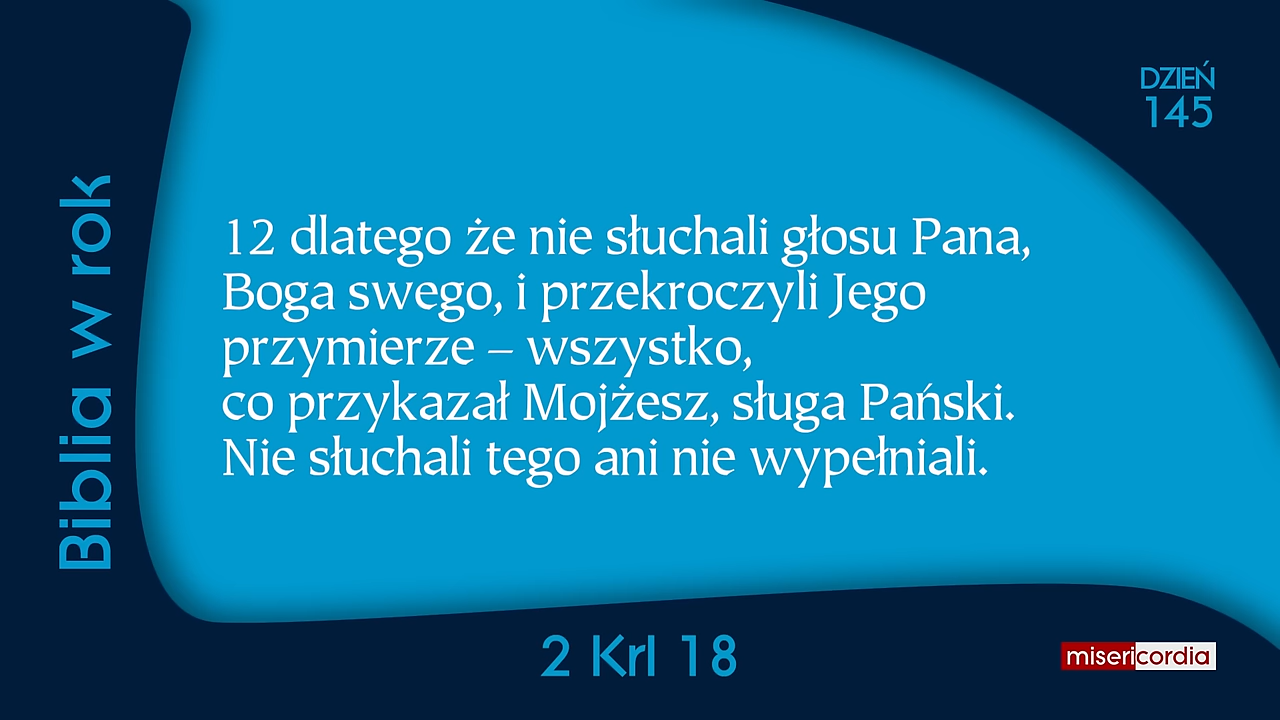 DZIEŃ
145
Biblia w rok
12 dlatego że nie słuchali głosu Pana,
Boga swego, i przekroczyli Jego
przymierze – wszystko,
co przykazał Mojżesz, sługa Pański.
Nie słuchali tego ani nie wypełniali.
2 Krl 18
misericordia